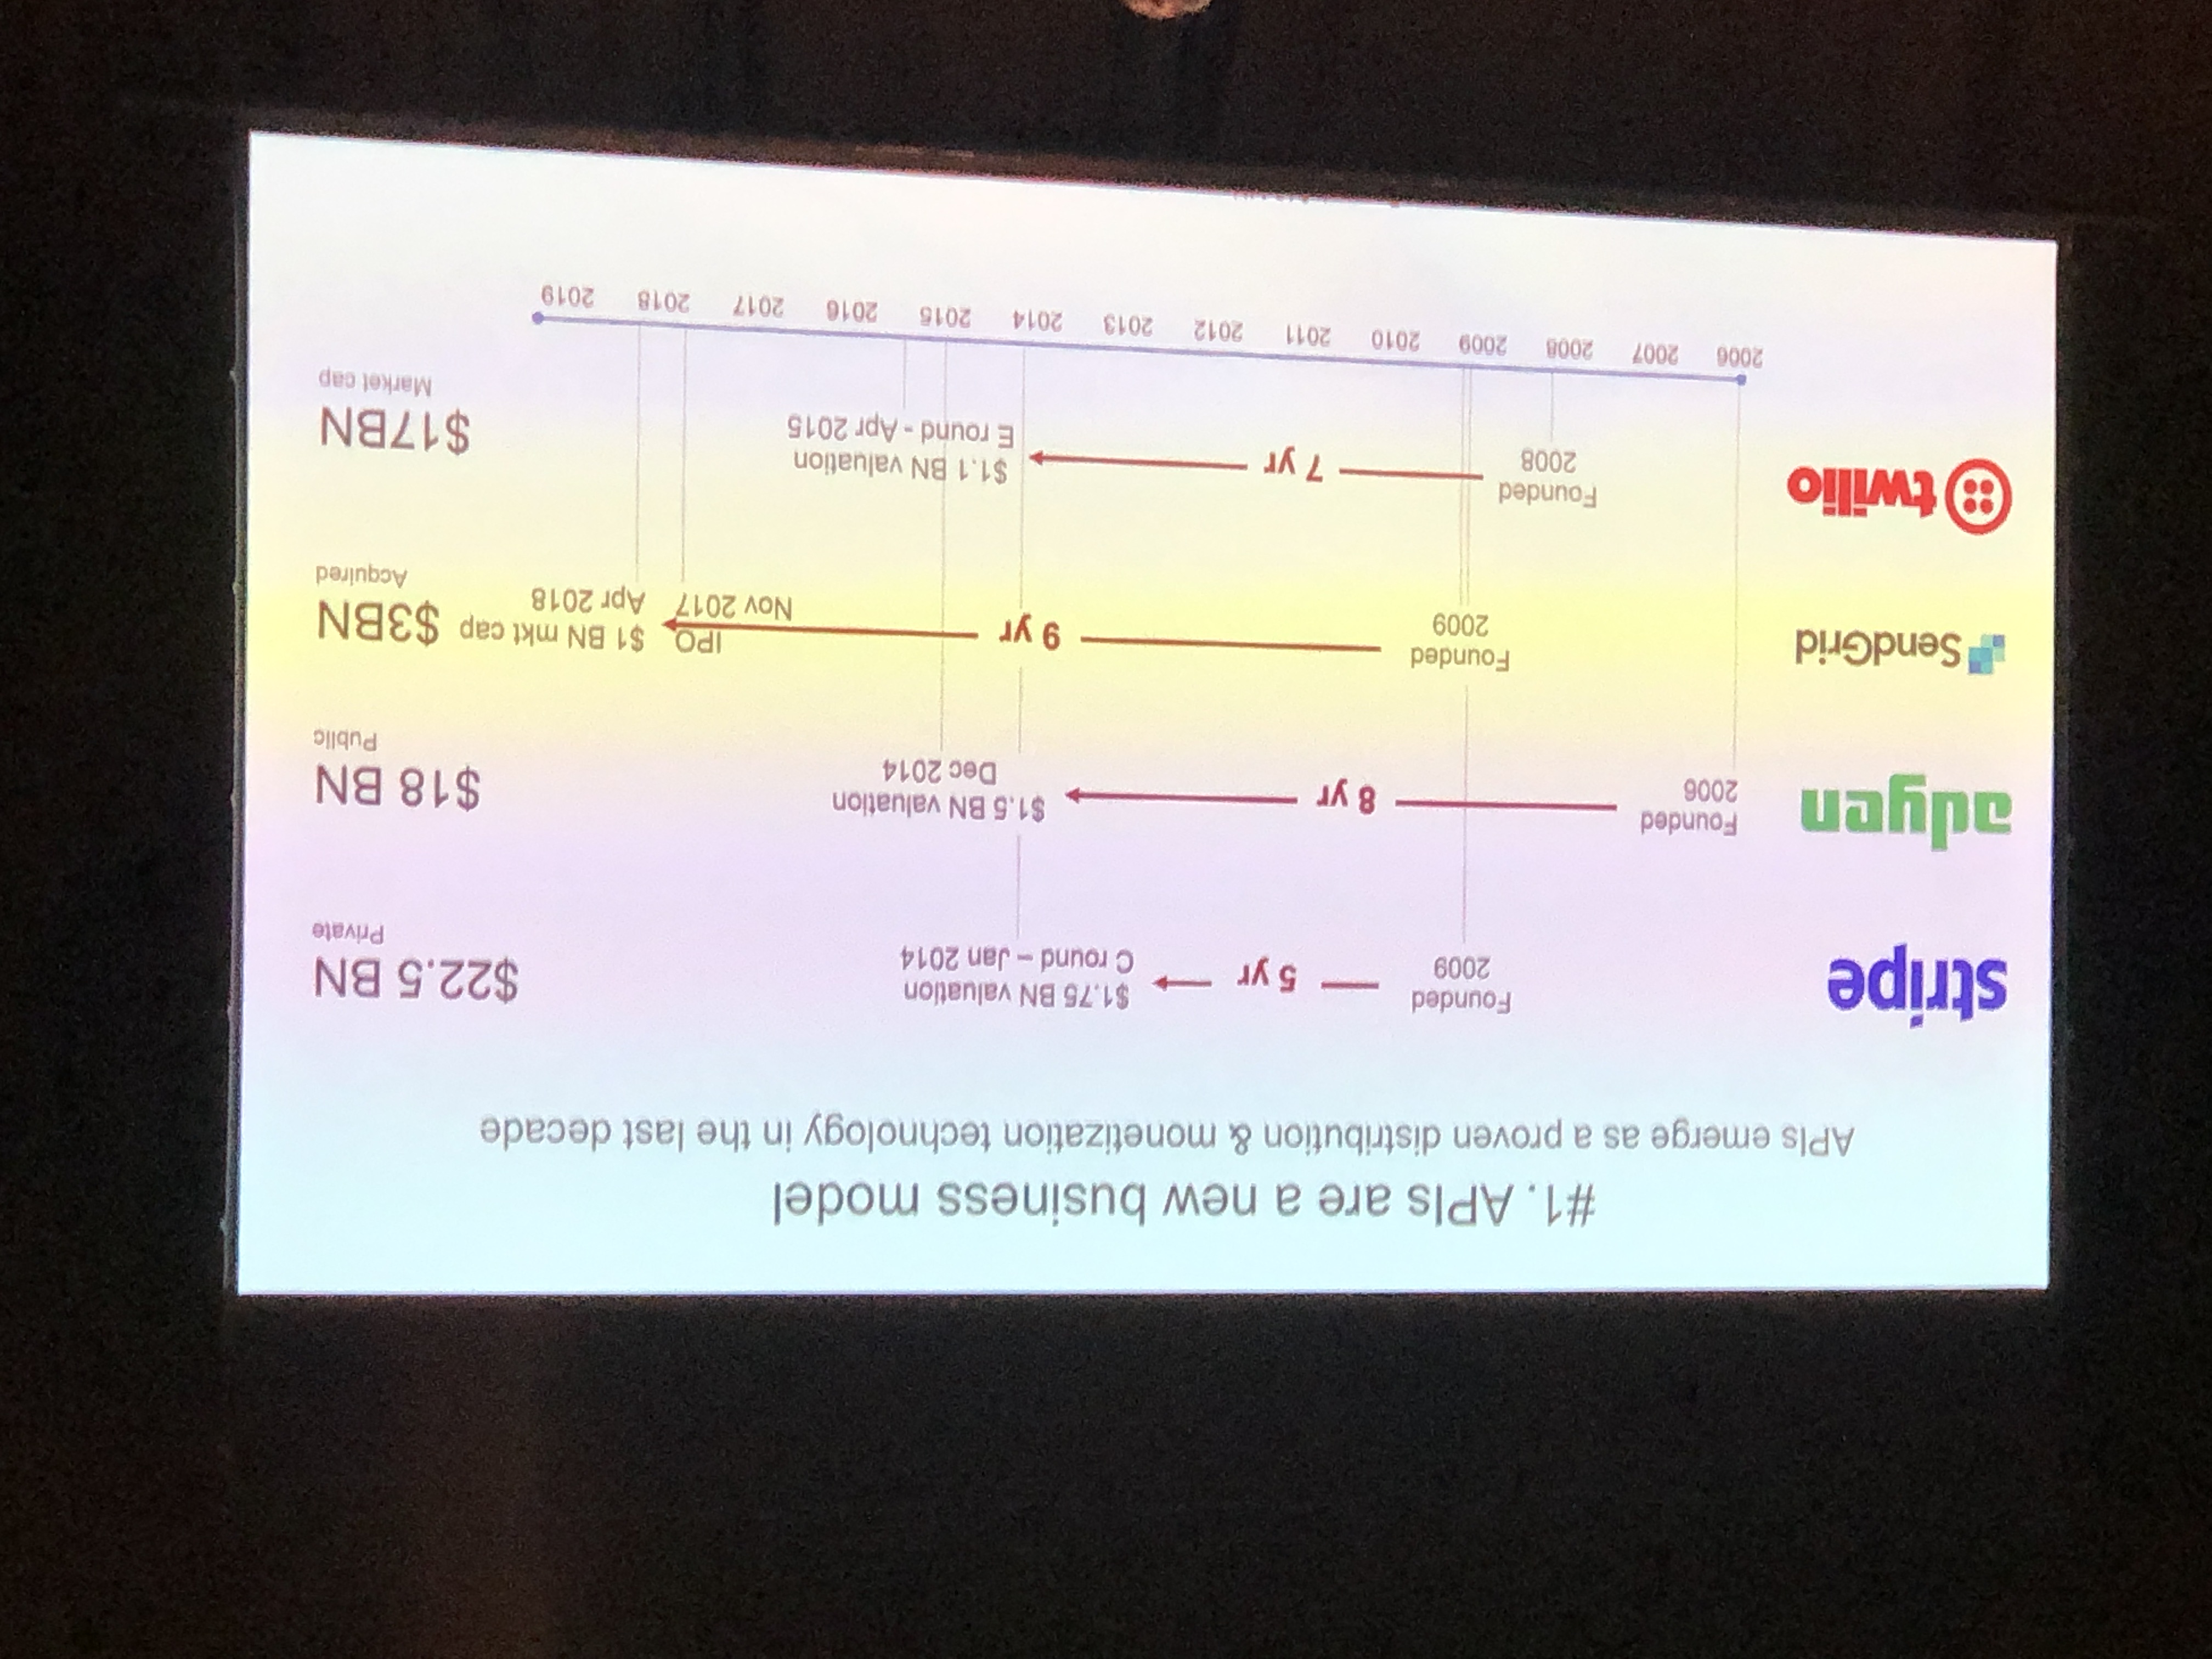 #1. APIs are a new business model
APIs emerge as a proven distribution & monetization technology in the last decade
stripe
Founded
2009
5 yr
$1.75 BN valuation
C round – Jan 2014
$22.5 BN
Private
adyen
Founded
2006
8 yr
$1.5 BN valuation
Dec 2014
$18 BN
Public
SendGrid
Founded
2009
9 yr
IPO
Nov 2017
$1 BN mkt cap
Apr 2018
$3BN
Acquired
twilio
Founded
2008
7 yr
$1.1 BN valuation
E round - Apr 2015
$17BN
Market cap
2006 2007 2008 2009 2010 2011 2012 2013 2014 2015 2016 2017 2018 2019